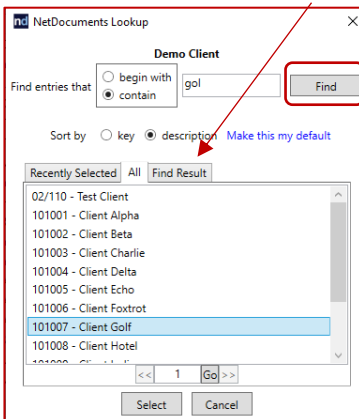 nd NetDocuments Lookup
Demo Client
Find entries that begin with contain gol Find
Sort by key description Make this my default
Recently Selected All Find Result
02/110 - Test Client
101001 - Client Alpha
101002 - Client Beta
101003 - Client Charlie
101004 - Client Delta
101005 - Client Echo
101006 - Client Foxtrot
101007 - Client Golf
101008 - Client Hotel
<< 1 Go >>
Select Cancel